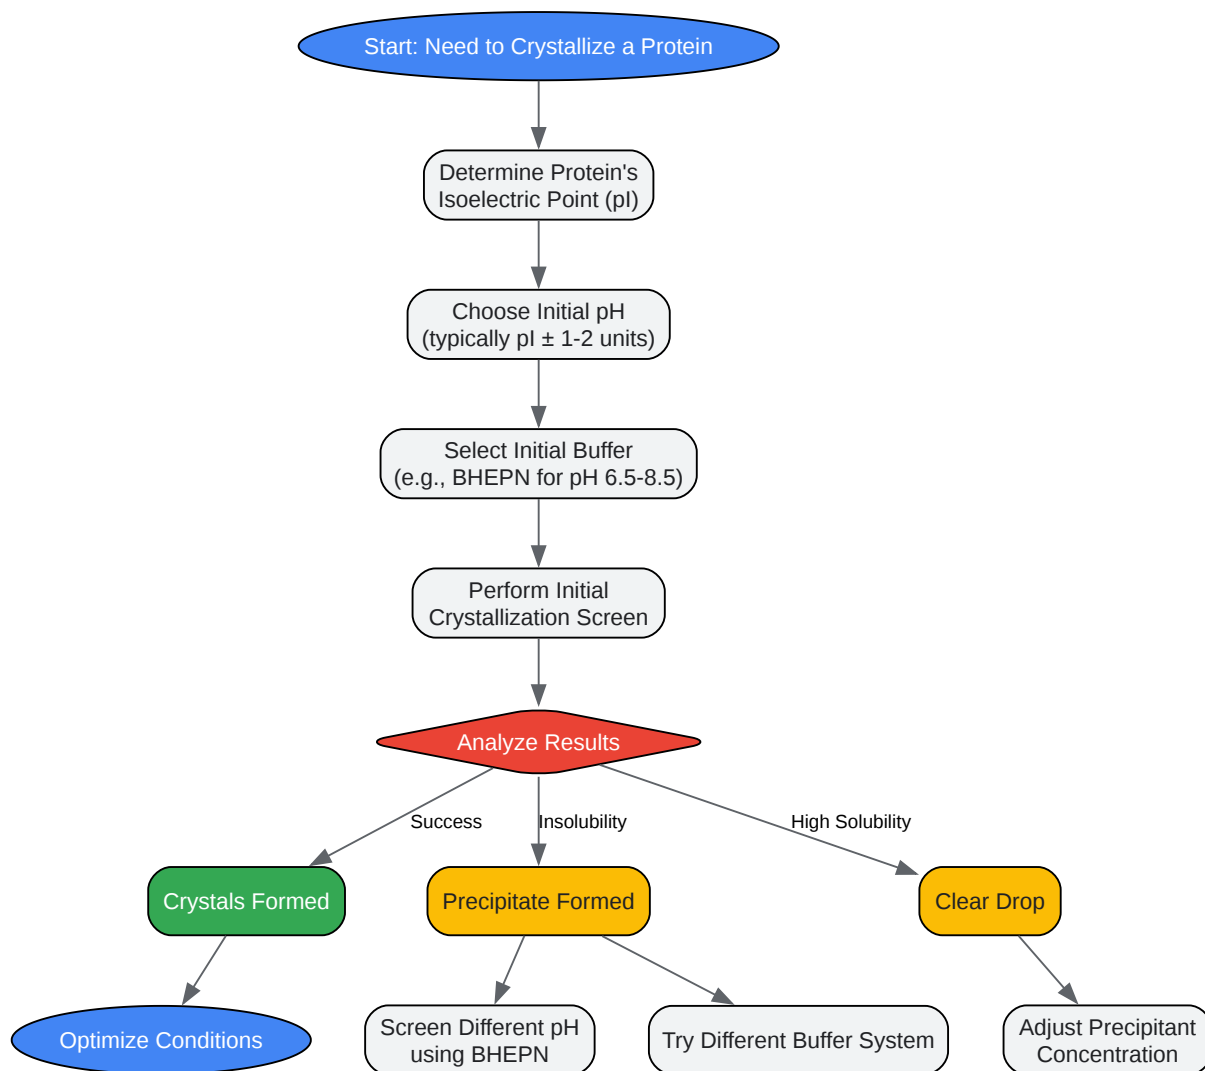 Start: Need to Crystallize a Protein
Determine Protein's
Isoelectric Point (pI)
Choose Initial pH
(typically pI ± 1-2 units)
Select Initial Buffer
(e.g., BHEPN for pH 6.5-8.5)
Perform Initial
Crystallization Screen
Analyze Results
Success
Insolubility
High Solubility
Crystals Formed
Precipitate Formed
Clear Drop
Optimize Conditions
Screen Different pH
using BHEPN
Try Different Buffer System
Adjust Precipitant
Concentration